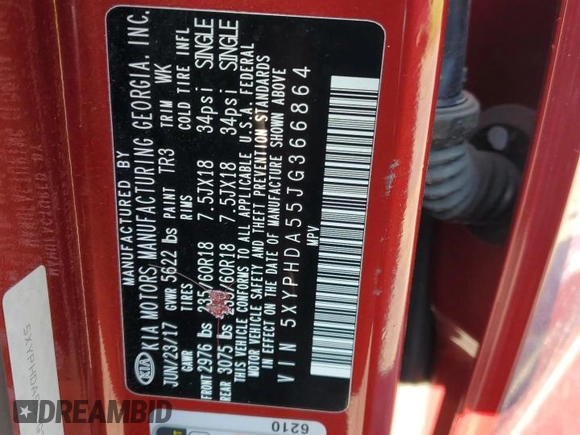 MANUFACTURED BY
KIA MOTORS MANUFACTURING GEORGIA, INC.
JUN/23/17 GVWR 5622 lbs PAINT TR3 TRIM WK
GAWR TIRES RIMS COLD TIRE INFL
FRONT 2976 lbs 235/60R18 7.5JX18 34psi SINGLE
REAR 3075 lbs 235/60R18 7.5JX18 34psi SINGLE
THIS VEHICLE CONFORMS TO ALL APPLICABLE U.S.A. FEDERAL
MOTOR VEHICLE SAFETY AND THEFT PREVENTION STANDARDS
IN EFFECT ON THE DATE OF MANUFACTURE SHOWN ABOVE
VIN 5XYPHDA55JG366864
MPV
KIA
6210
DREAMBID